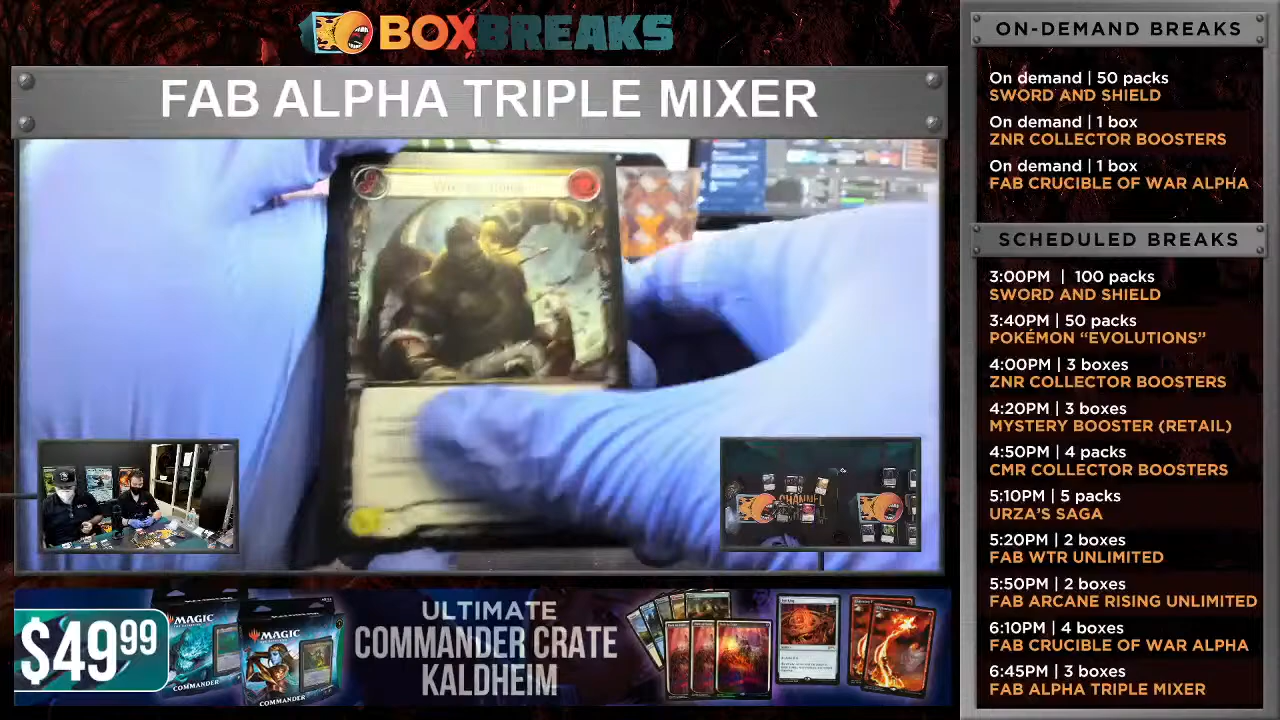 BOXBREAKS
FAB ALPHA TRIPLE MIXER
ON-DEMAND BREAKS
On demand | 50 packs
SWORD AND SHIELD
On demand | 1 box
ZNR COLLECTOR BOOSTERS
On demand | 1 box
FAB CRUCIBLE OF WAR ALPHA
SCHEDULED BREAKS
3:00PM | 100 packs
SWORD AND SHIELD
3:40PM | 50 packs
POKÉMON “EVOLUTIONS”
4:00PM | 3 boxes
ZNR COLLECTOR BOOSTERS
4:20PM | 3 boxes
MYSTERY BOOSTER (RETAIL)
4:50PM | 4 packs
CMR COLLECTOR BOOSTERS
5:10PM | 5 packs
URZA’S SAGA
5:20PM | 2 boxes
FAB WTR UNLIMITED
5:50PM | 2 boxes
FAB ARCANE RISING UNLIMITED
6:10PM | 4 boxes
FAB CRUCIBLE OF WAR ALPHA
6:45PM | 3 boxes
FAB ALPHA TRIPLE MIXER
CHANNEL
$49.99
MAGIC
COMMANDER
MAGIC
COMMANDER
ULTIMATE
COMMANDER CRATE
KALDHEIM